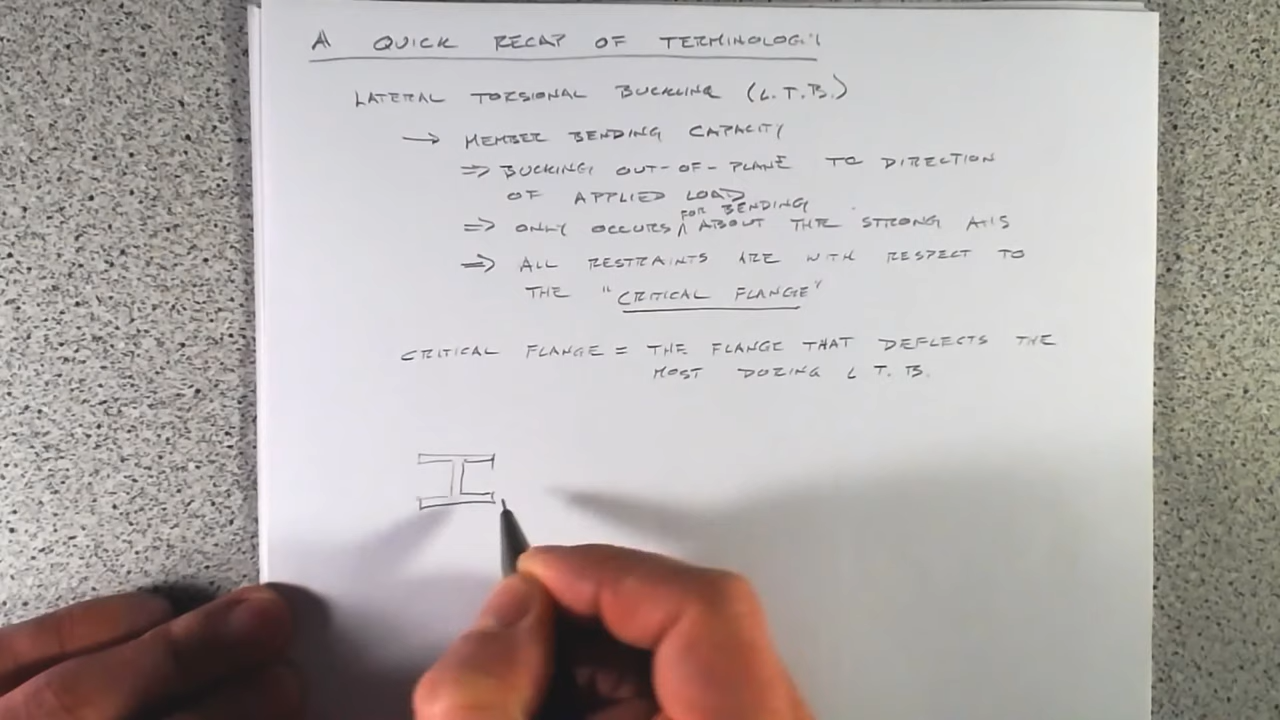 A QUICK RECAP OF TERMINOLOGY
LATERAL TORSIONAL BUCKLING (L.T.B.)
→ MEMBER BENDING CAPACITY
⇒ BUCKING OUT-OF-PLANE TO DIRECTION
OF APPLIED LOAD
⇒ ONLY OCCURS FOR BENDING ABOUT THE STRONG AXIS
⇒ ALL RESTRAINTS ARE WITH RESPECT TO
THE "CRITICAL FLANGE"
CRITICAL FLANGE = THE FLANGE THAT DEFLECTS THE
MOST DURING L.T.B.